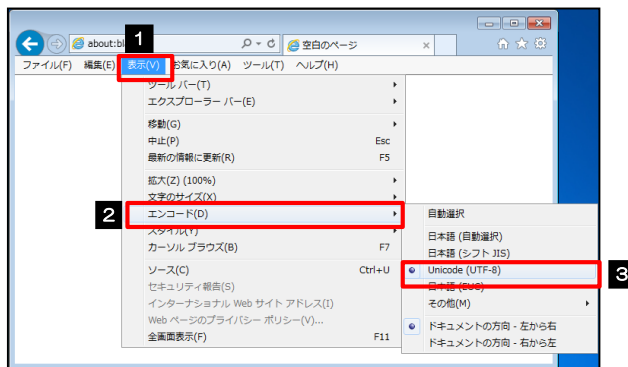 1
about:bl
空白のページ
ファイル(F) 編集(E) 表示(V) お気に入り(A) ツール(T) ヘルプ(H)
ツール バー(T)
エクスプローラー バー(E)
移動(G)
中止(P) Esc
最新の情報に更新(R) F5
拡大(Z) (100%)
文字のサイズ(X)
2
エンコード(D)
スタイル(Y)
カーソル ブラウズ(B) F7
ソース(C) Ctrl+U
セキュリティ報告(S)
インターナショナル Web サイト アドレス(I)
Web ページのプライバシー ポリシー(V)...
全画面表示(F) F11
自動選択
日本語 (自動選択)
日本語 (シフト JIS)
Unicode (UTF-8)
3
日本語 (EUC)
その他(M)
ドキュメントの方向 - 左から右
ドキュメントの方向 - 右から左